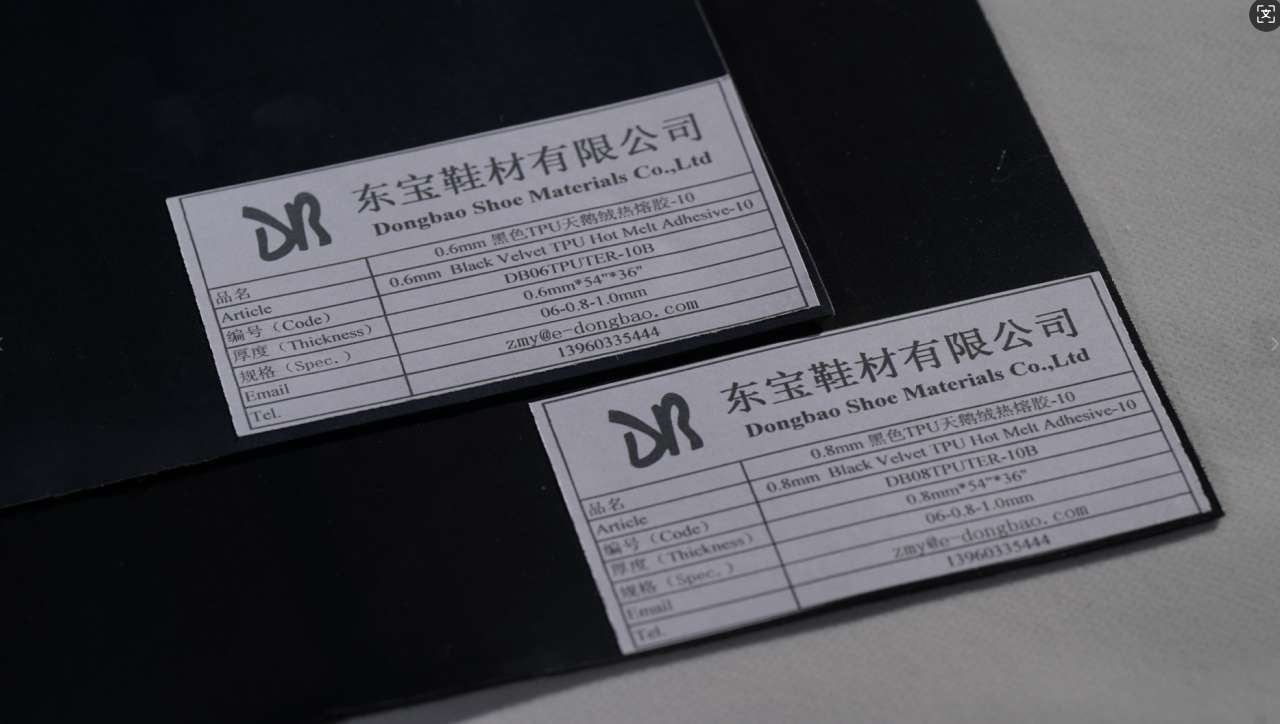 东宝鞋材有限公司
Dongbao Shoe Materials Co.,Ltd
品名 0.6mm 黑色TPU天鹅绒热熔胶-10
Article 0.6mm Black Velvet TPU Hot Melt Adhesive-10
编号（Code） DB06TPUTER-10B
厚度（Thickness） 0.6mm*54"*36"
规格（Spec.） 06-0.8-1.0mm
Email zmy@e-dongbao.com
Tel. 13960335444
东宝鞋材有限公司
Dongbao Shoe Materials Co.,Ltd
品名 0.8mm 黑色TPU天鹅绒热熔胶-10
Article 0.8mm Black Velvet TPU Hot Melt Adhesive-10
编号（Code） DB08TPUTER-10B
厚度（Thickness） 0.8mm*54"*36"
规格（Spec.） 06-0.8-1.0mm
Email zmy@e-dongbao.com
Tel. 13960335444